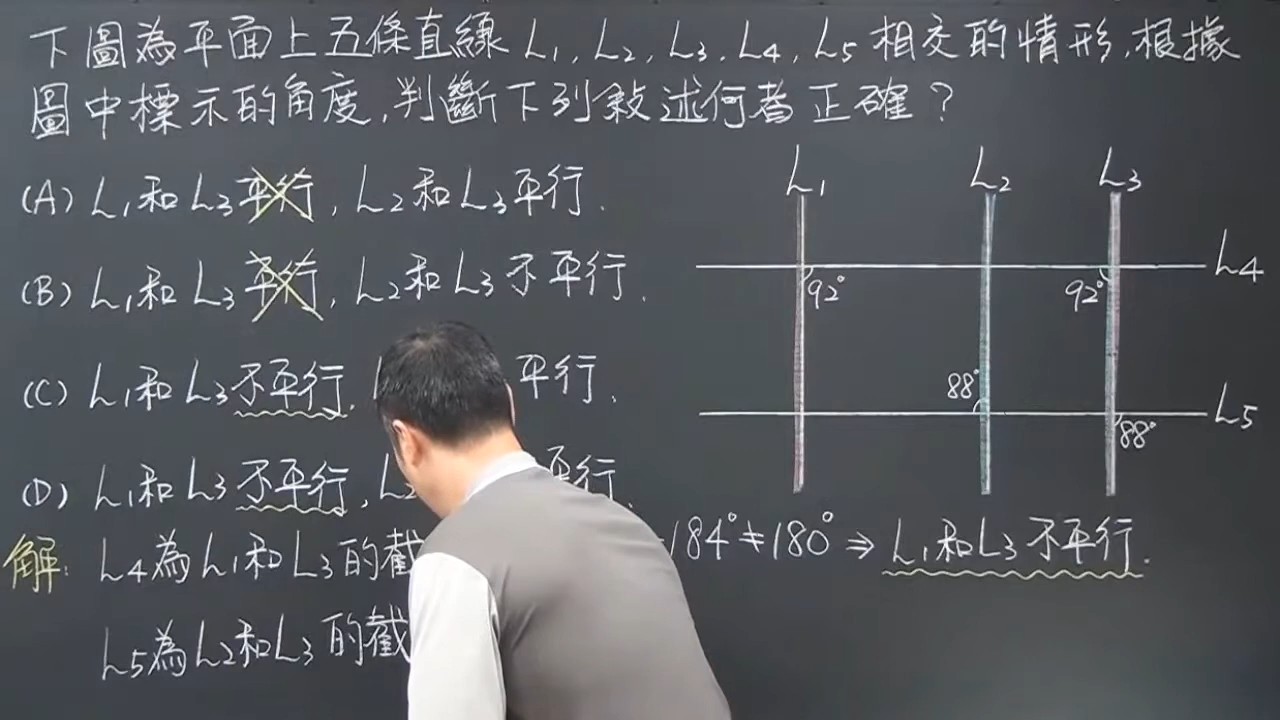 下圖為平面上五條直線 L₁, L₂, L₃, L₄, L₅ 相交的情形, 根據
圖中標示的角度, 判斷下列敘述何者正確?
(A) L₁和L₃平行, L₂和L₃平行.
(B) L₁和L₃平行, L₂和L₃不平行.
(C) L₁和L₃不平行, 平行.
(D) L₁和L₃不平行, 平行.
解: L₄為L₁和L₃的截 184°≠180° ⇒ L₁和L₃不平行.
L₅為L₂和L₃的截
L₁ L₂ L₃
L₄
92° 92°
88°
L₅
88°